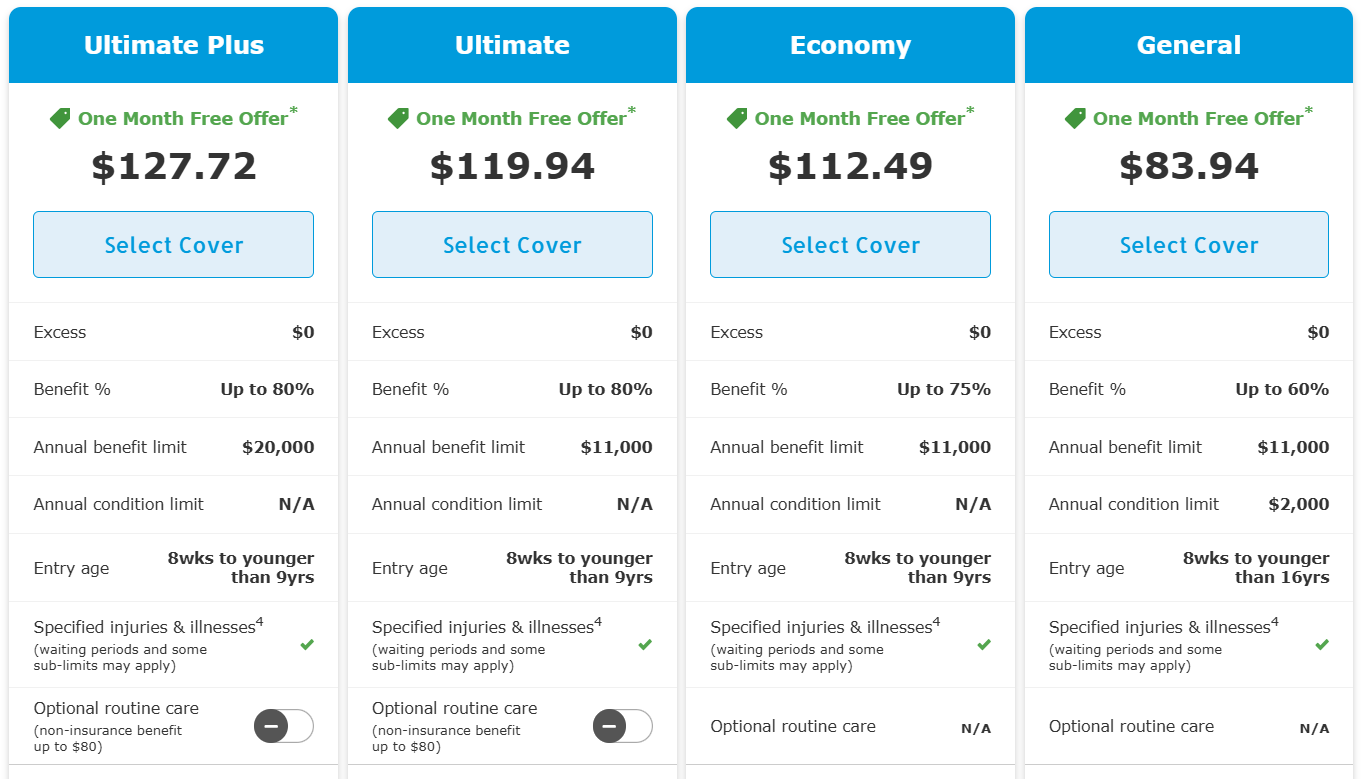 Ultimate Plus
One Month Free Offer*
$127.72
Select Cover
Excess $0
Benefit % Up to 80%
Annual benefit limit $20,000
Annual condition limit N/A
Entry age 8wks to younger
than 9yrs
Specified injuries & illnesses4
(waiting periods and some
sub-limits may apply)
Optional routine care
(non-insurance benefit
up to $80)
Ultimate
One Month Free Offer*
$119.94
Select Cover
Excess $0
Benefit % Up to 80%
Annual benefit limit $11,000
Annual condition limit N/A
Entry age 8wks to younger
than 9yrs
Specified injuries & illnesses4
(waiting periods and some
sub-limits may apply)
Optional routine care
(non-insurance benefit
up to $80)
Economy
One Month Free Offer*
$112.49
Select Cover
Excess $0
Benefit % Up to 75%
Annual benefit limit $11,000
Annual condition limit N/A
Entry age 8wks to younger
than 9yrs
Specified injuries & illnesses4
(waiting periods and some
sub-limits may apply)
Optional routine care N/A
General
One Month Free Offer*
$83.94
Select Cover
Excess $0
Benefit % Up to 60%
Annual benefit limit $11,000
Annual condition limit $2,000
Entry age 8wks to younger
than 16yrs
Specified injuries & illnesses4
(waiting periods and some
sub-limits may apply)
Optional routine care N/A